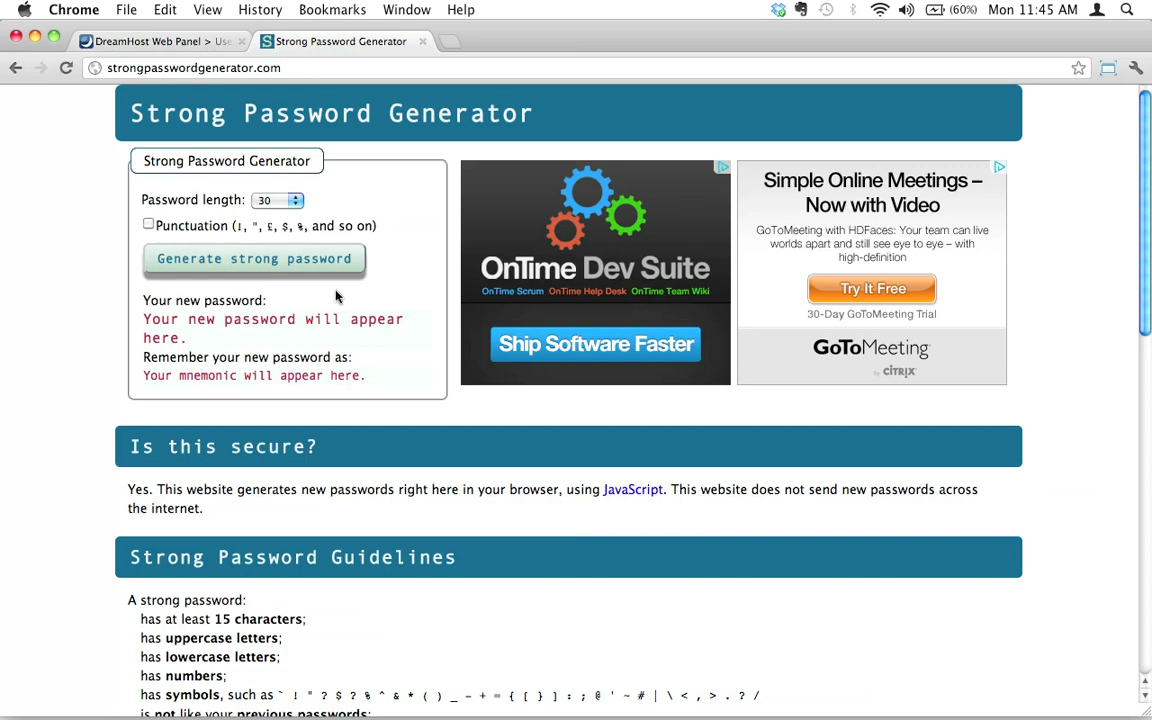 Chrome File Edit View History Bookmarks Window Help (60%) Mon 11:45 AM
DreamHost Web Panel > Use Strong Password Generator
strongpasswordgenerator.com
Strong Password Generator
Strong Password Generator
Password length: 30
Punctuation (!, ", £, $, %, and so on)
Generate strong password
Your new password:
Your new password will appear
here.
Remember your new password as:
Your mnemonic will appear here.
OnTime Dev Suite
OnTime Scrum OnTime Help Desk OnTime Team Wiki
Ship Software Faster
Simple Online Meetings –
Now with Video
GoToMeeting with HDFaces: Your team can
live worlds apart and still see eye to eye – with
high-definition
Try It Free
30-Day GoToMeeting Trial
GoToMeeting
by CITRIX
Is this secure?
Yes. This website generates new passwords right here in your browser, using JavaScript. This website does not send new passwords across
the internet.
Strong Password Guidelines
A strong password:
has at least 15 characters;
has uppercase letters;
has lowercase letters;
has numbers;
has symbols, such as ` ! " ? $ ? % ^ & * ( ) _ - + = { [ } ] : ; @ ' ~ # | \ < , > . ? /
is not like your previous passwords;